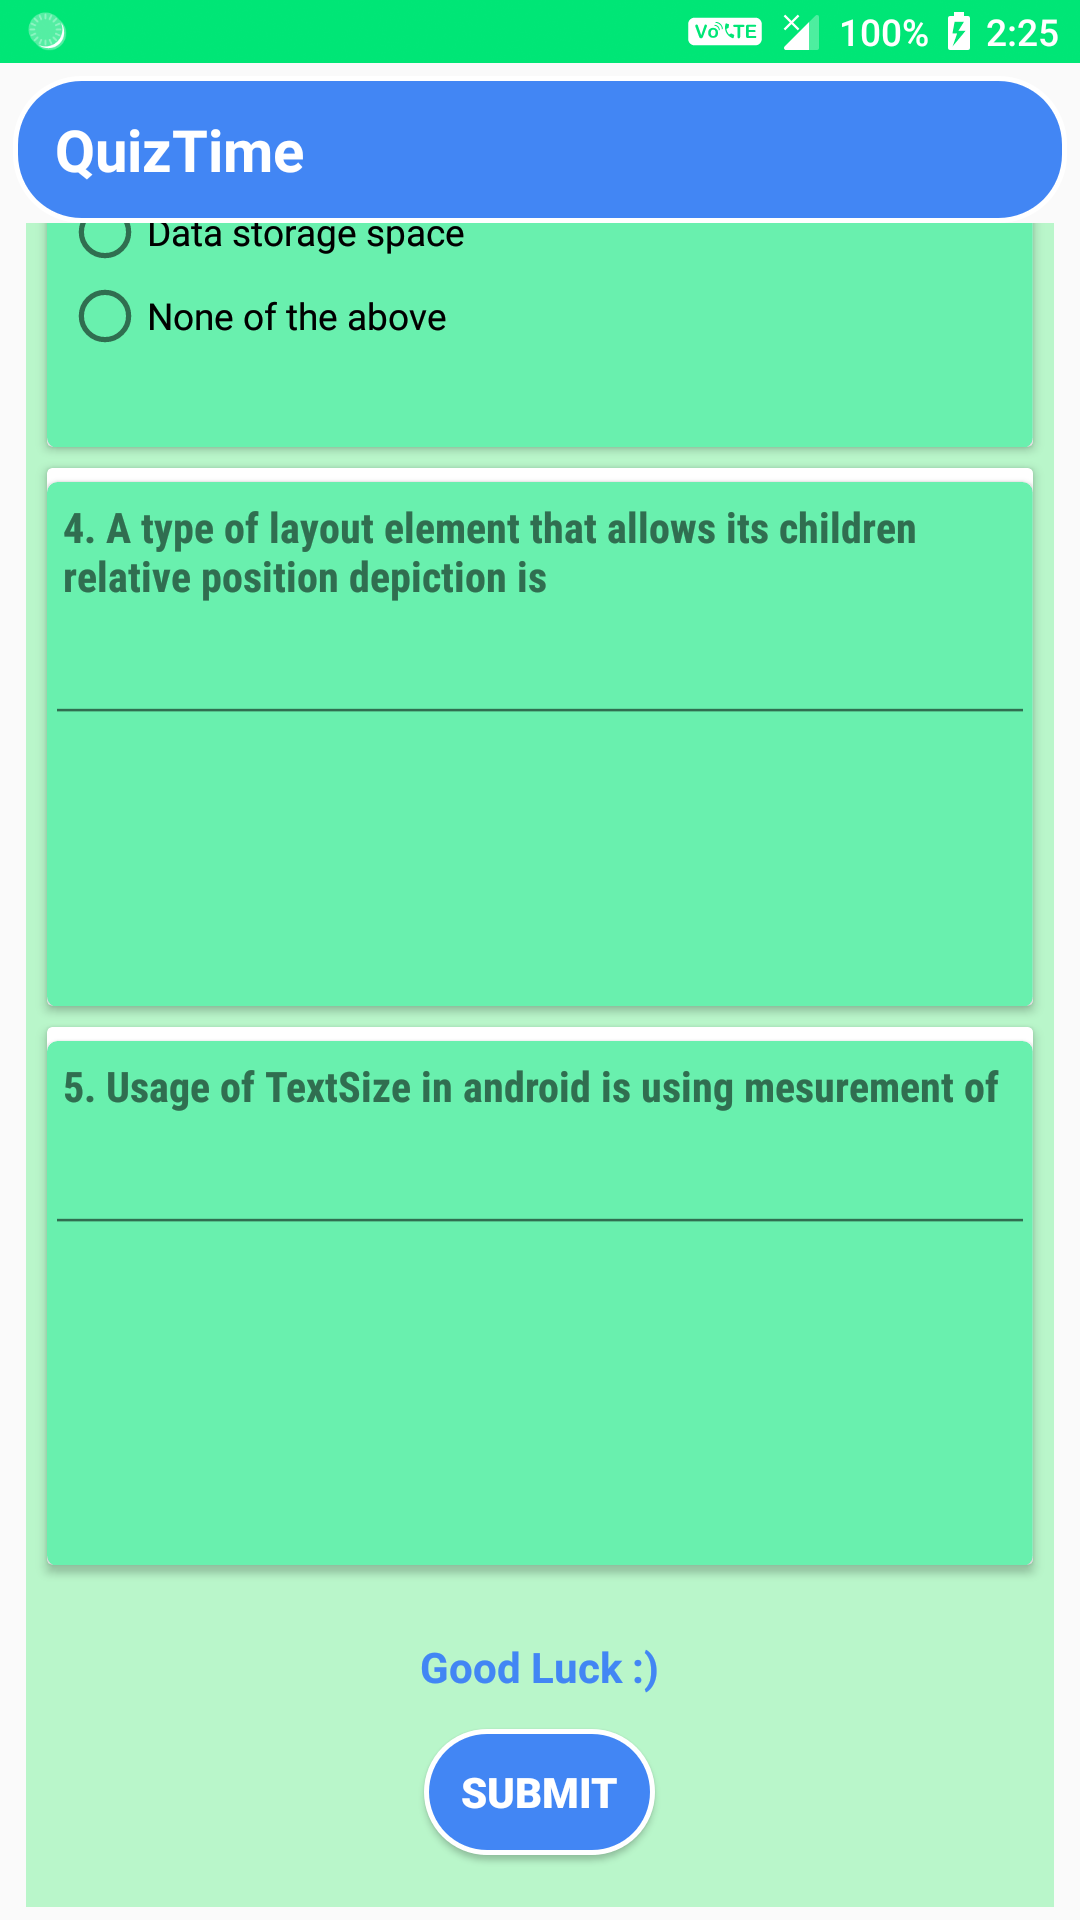 VoLTE 100% 2:25
QuizTime
Data storage space
None of the above
4. A type of layout element that allows its children
relative position depiction is
5. Usage of TextSize in android is using mesurement of
Good Luck :)
SUBMIT